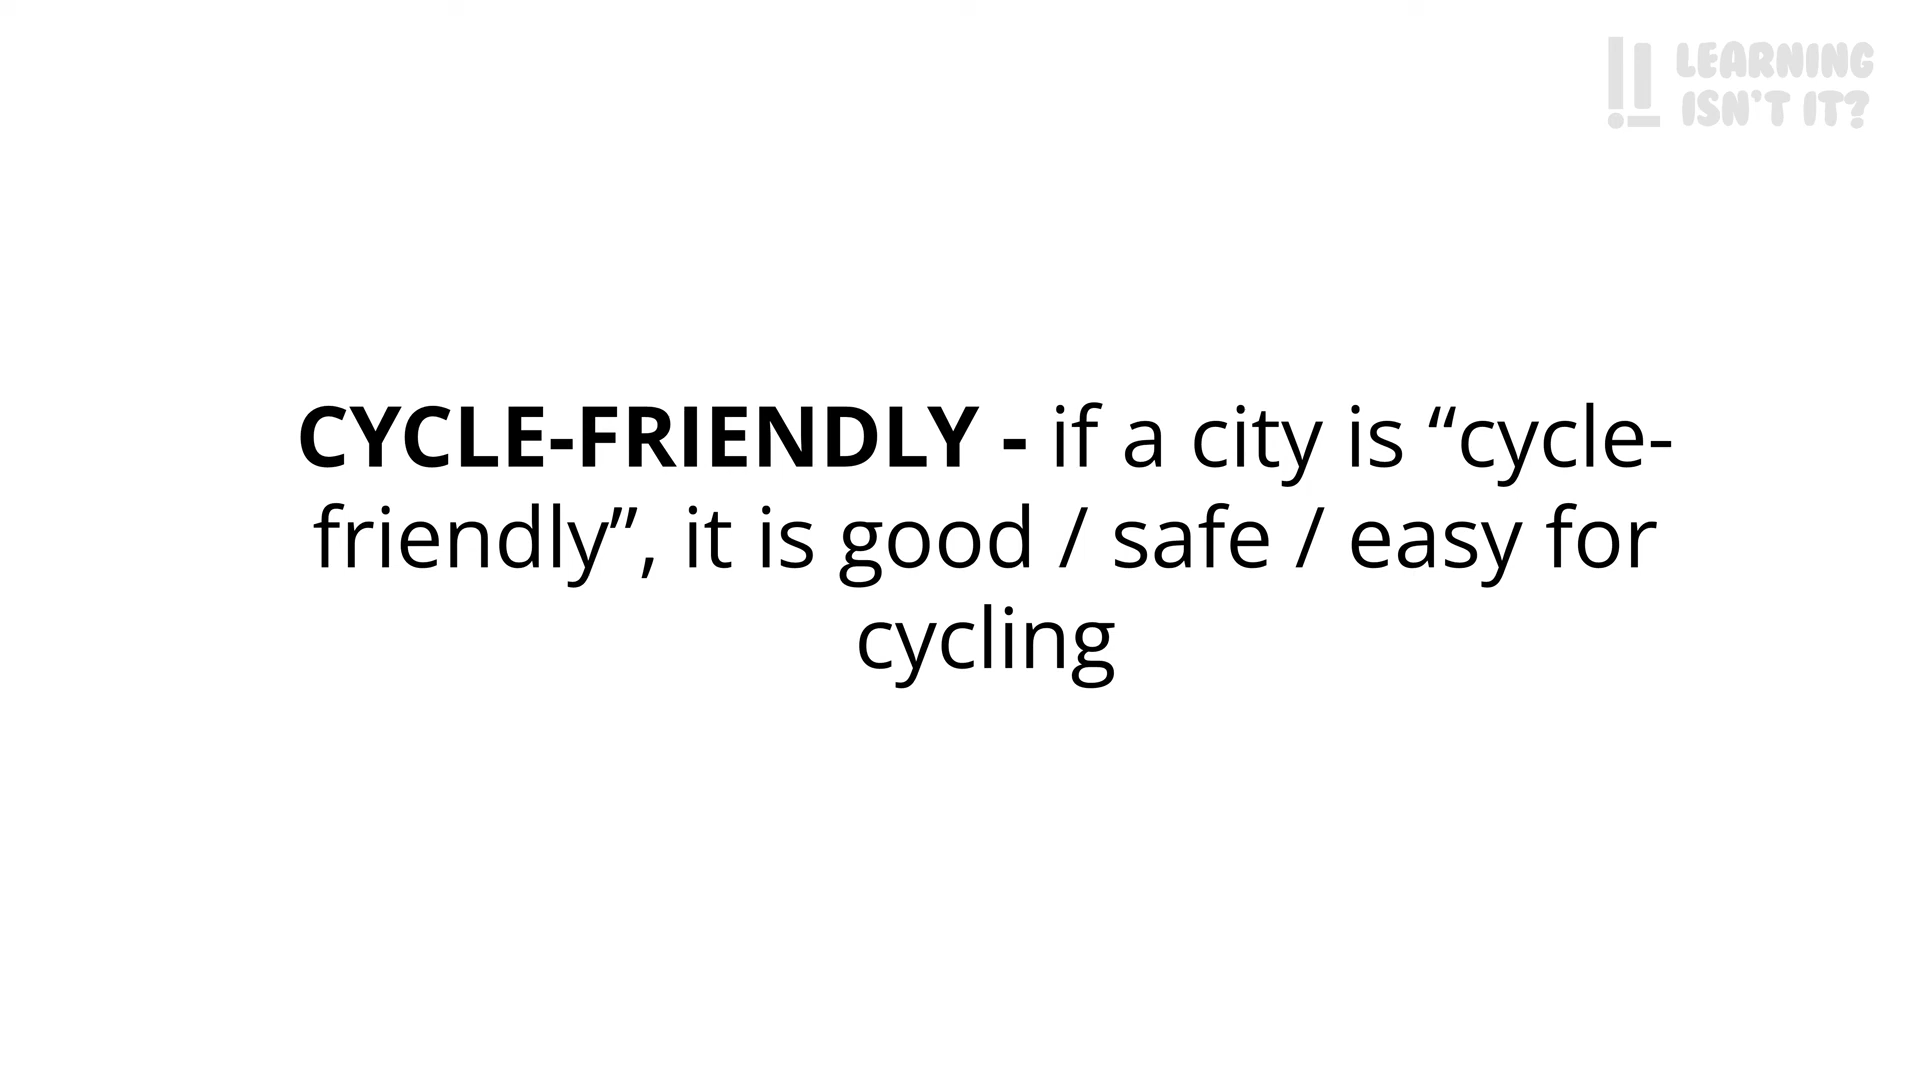 LEARNING
ISN'T IT?
CYCLE-FRIENDLY - if a city is “cycle-
friendly”, it is good / safe / easy for
cycling